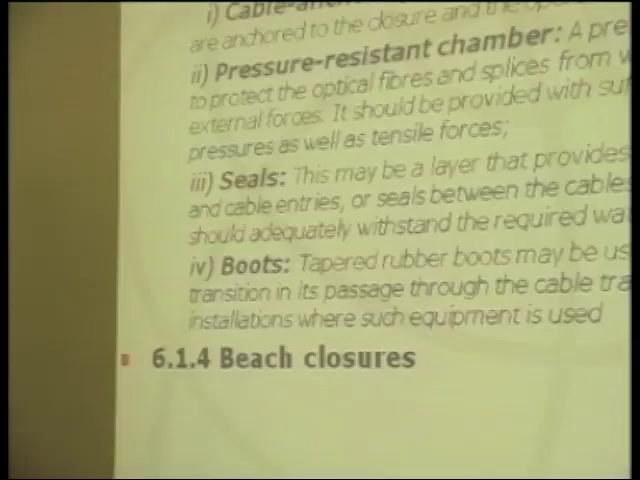 i) Cable-
are anchored to the closure and the
ii) Pressure-resistant chamber: A pre
to protect the optical fibres and splices from
external forces. It should be provided with suf
pressures as well as tensile forces;
iii) Seals: This may be a layer that provides
and cable entries, or seals between the cable
should adequately withstand the required wa
iv) Boots: Tapered rubber boots may be us
transition in its passage through the cable tra
installations where such equipment is used
6.1.4 Beach closures